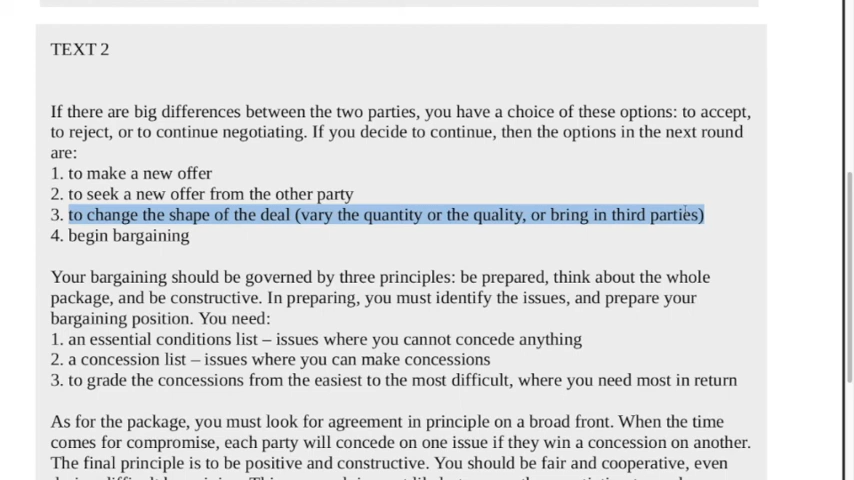 TEXT 2
If there are big differences between the two parties, you have a choice of these options: to accept,
to reject, or to continue negotiating. If you decide to continue, then the options in the next round
are:
1. to make a new offer
2. to seek a new offer from the other party
3. to change the shape of the deal (vary the quantity or the quality, or bring in third parties)
4. begin bargaining
Your bargaining should be governed by three principles: be prepared, think about the whole
package, and be constructive. In preparing, you must identify the issues, and prepare your
bargaining position. You need:
1. an essential conditions list – issues where you cannot concede anything
2. a concession list – issues where you can make concessions
3. to grade the concessions from the easiest to the most difficult, where you need most in return
As for the package, you must look for agreement in principle on a broad front. When the time
comes for compromise, each party will concede on one issue if they win a concession on another.
The final principle is to be positive and constructive. You should be fair and cooperative, even